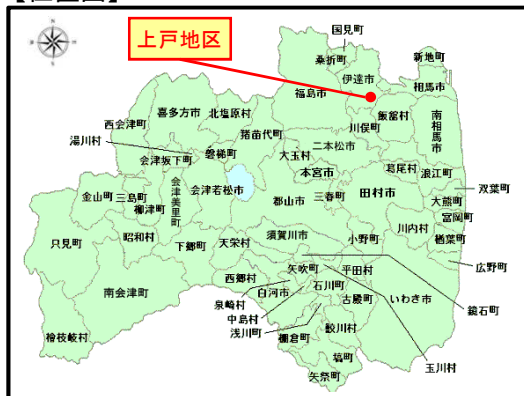 上戸地区
国見町
桑折町
新地町
伊達市
相馬市
福島市
飯舘村
喜多方市
北塩原村
川俣町
南相馬市
西会津町
猪苗代町
二本松市
湯川村
磐梯町
大玉村
葛尾村
浪江町
会津坂下町
本宮市
双葉町
金山町
三島町
会津美里町
会津若松市
田村市
大熊町
柳津町
郡山市
三春町
富岡町
昭和村
川内村
楢葉町
只見町
下郷町
天栄村
須賀川市
小野町
広野町
西郷村
矢吹町
平田村
南会津町
泉崎村
白河市
石川町
いわき市
中島村
古殿町
鏡石町
浅川町
棚倉町
鮫川村
檜枝岐村
塙町
玉川村
矢祭町